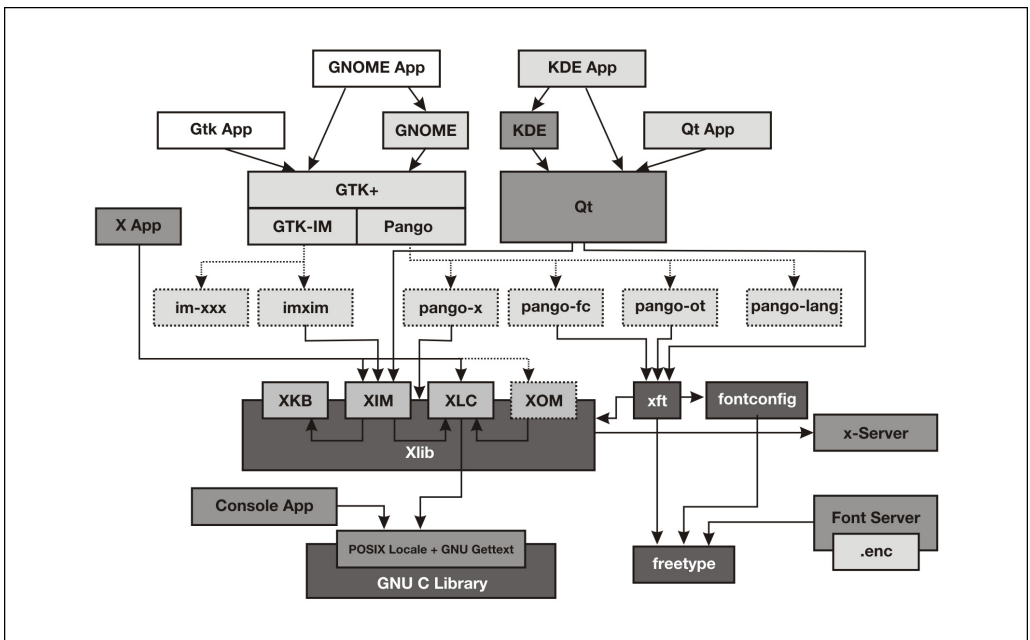 GNOME App
KDE App
Gtk App
GNOME
KDE
Qt App
GTK+
Qt
X App
GTK-IM
Pango
im-xxx
imxim
pango-x
pango-fc
pango-ot
pango-lang
XKB
XIM
XLC
XOM
xft
fontconfig
x-Server
Xlib
Console App
Font Server
POSIX Locale + GNU Gettext
.enc
freetype
GNU C Library